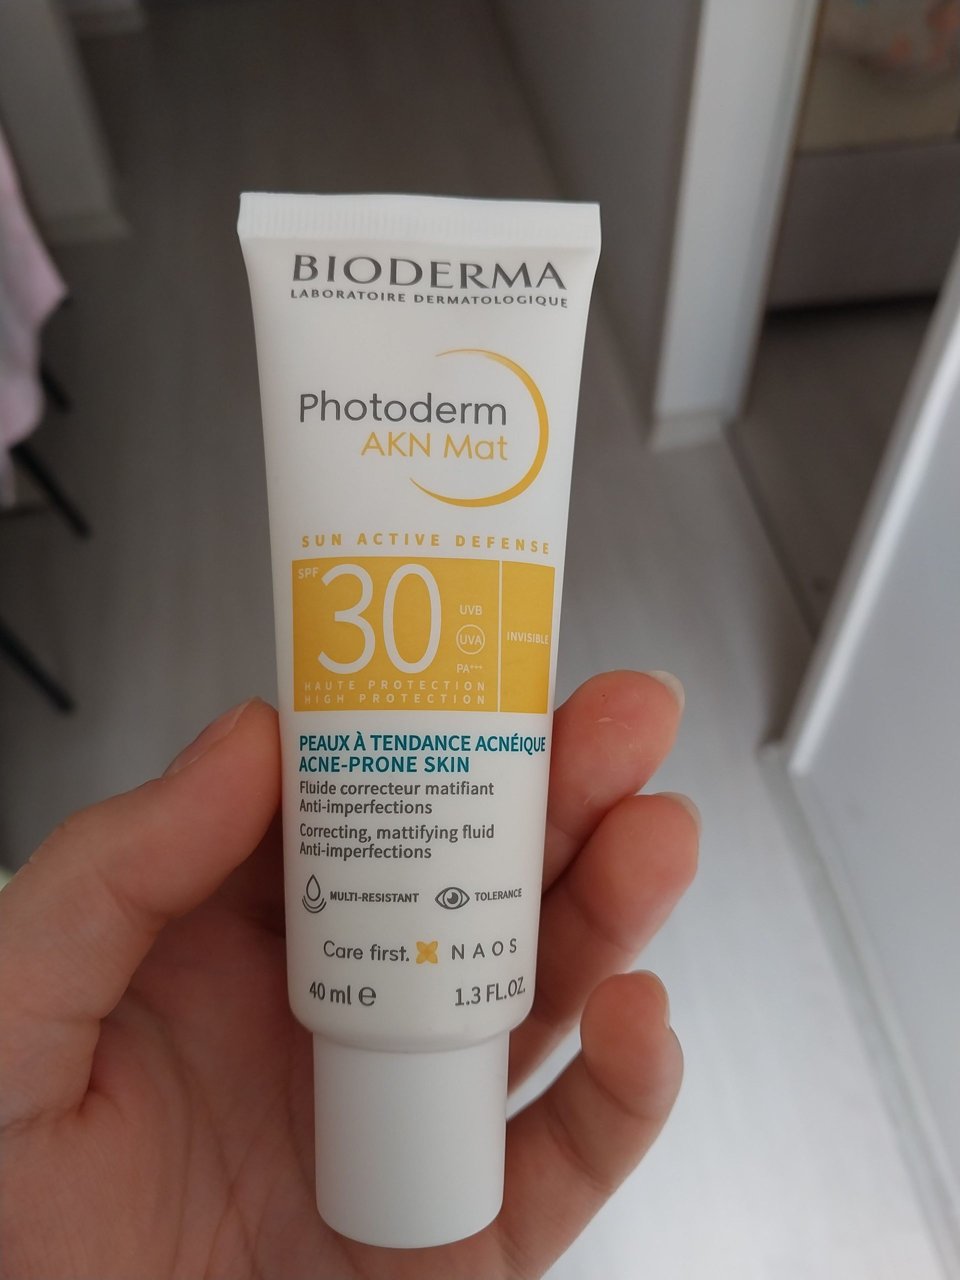 BIODERMA
LABORATOIRE DERMATOLOGIQUE
Photoderm
AKN Mat
SUN ACTIVE DEFENSE
SPF 30
UVB
UVA
PA+++
INVISIBLE
HAUTE PROTECTION
HIGH PROTECTION
PEAUX À TENDANCE ACNÉIQUE
ACNE-PRONE SKIN
Fluide correcteur matifiant
Anti-imperfections
Correcting, mattifying fluid
Anti-imperfections
MULTI-RESISTANT TOLERANCE
Care first. NAOS
40 ml e 1.3 FL.OZ.